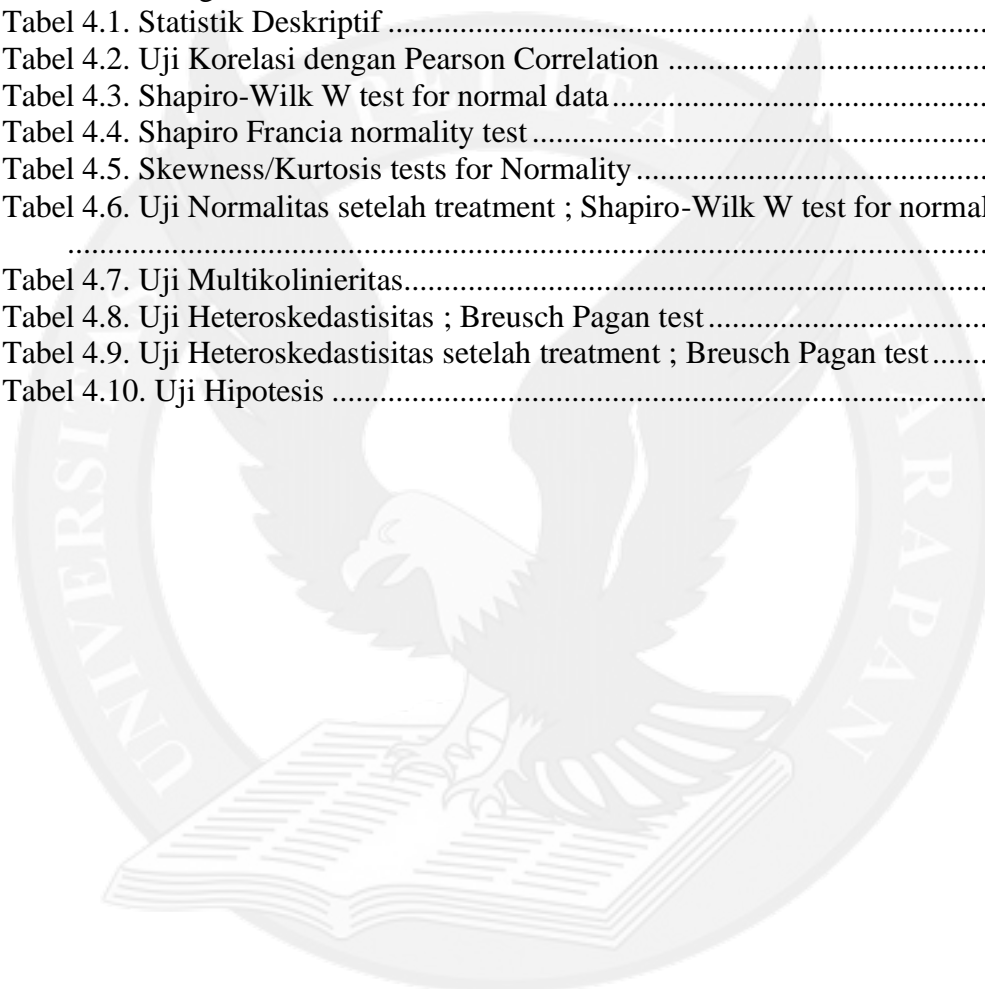 Tabel 4.1. Statistik Deskriptif ..........................................................................
Tabel 4.2. Uji Korelasi dengan Pearson Correlation .......................................
Tabel 4.3. Shapiro-Wilk W test for normal data..............................................
Tabel 4.4. Shapiro Francia normality test........................................................
Tabel 4.5. Skewness/Kurtosis tests for Normality...........................................
Tabel 4.6. Uji Normalitas setelah treatment ; Shapiro-Wilk W test for normal
..................................................................................................................
Tabel 4.7. Uji Multikolinieritas.......................................................................
Tabel 4.8. Uji Heteroskedastisitas ; Breusch Pagan test..................................
Tabel 4.9. Uji Heteroskedastisitas setelah treatment ; Breusch Pagan test.......
Tabel 4.10. Uji Hipotesis ................................................................................
UNIVERSITAS PELITA HARAPAN